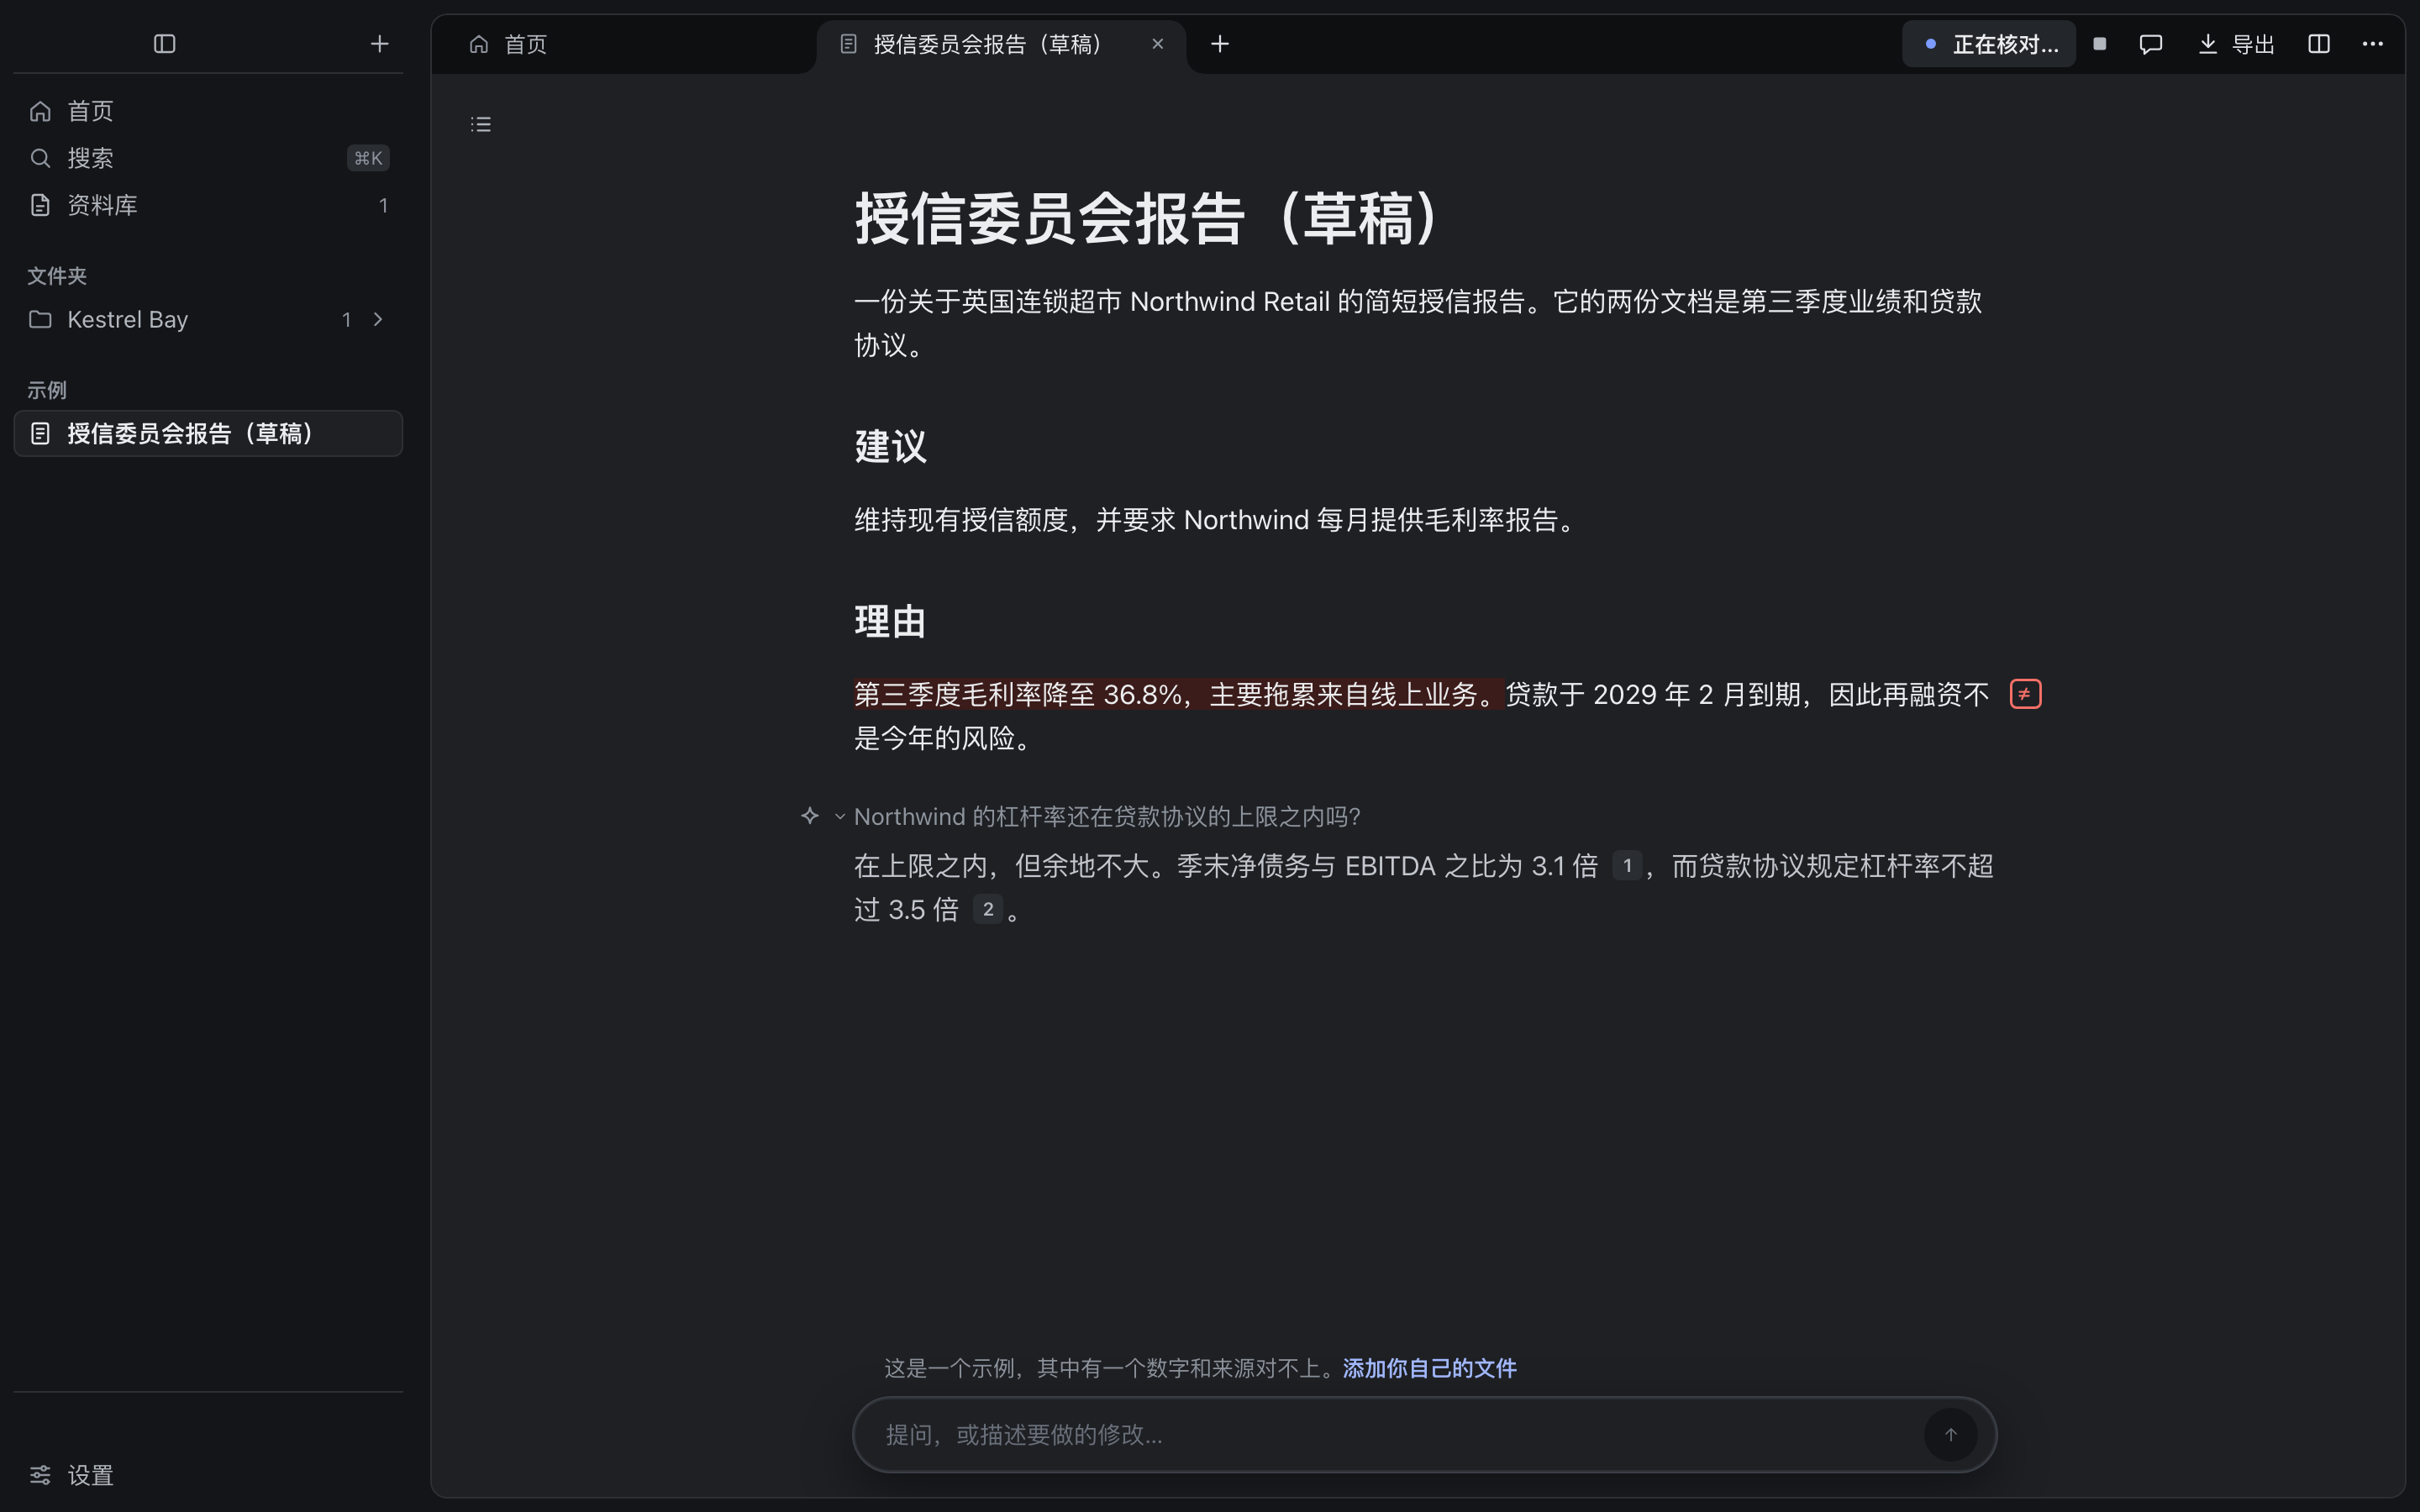 首页
搜索
⌘K
资料库
1
文件夹
Kestrel Bay
1
示例
授信委员会报告（草稿）
设置
首页
授信委员会报告（草稿）
正在核对...
导出
授信委员会报告（草稿）
一份关于英国连锁超市 Northwind Retail 的简短授信报告。它的两份文档是第三季度业绩和贷款
协议。
建议
维持现有授信额度，并要求 Northwind 每月提供毛利率报告。
理由
第三季度毛利率降至 36.8%，主要拖累来自线上业务。贷款于 2029 年 2 月到期，因此再融资不 ≠
是今年的风险。
Northwind 的杠杆率还在贷款协议的上限之内吗？
在上限之内，但余地不大。季末净债务与 EBITDA 之比为 3.1 倍 1，而贷款协议规定杠杆率不超
过 3.5 倍 2。
这是一个示例，其中有一个数字和来源对不上。添加你自己的文件
提问，或描述要做的修改...